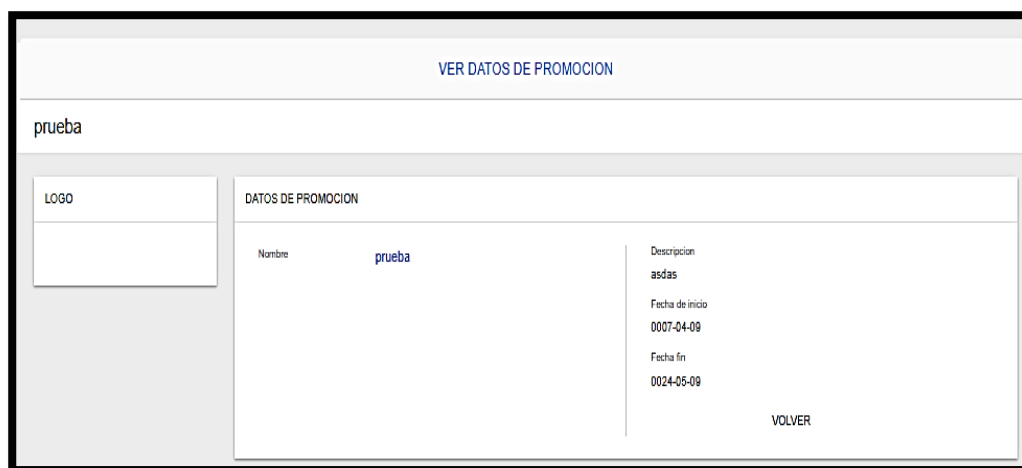 VER DATOS DE PROMOCION
prueba
LOGO
DATOS DE PROMOCION
Nombre
prueba
Descripcion
asdas
Fecha de inicio
0007-04-09
Fecha fin
0024-05-09
VOLVER